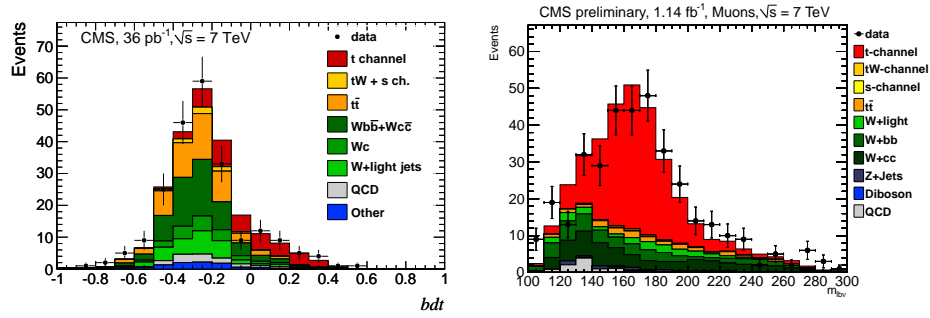 CMS, 36 pb⁻¹,√s = 7 TeV
Events
70
60
50
40
30
20
10
0
-1 -0.8 -0.6 -0.4 -0.2 0 0.2 0.4 0.6 0.8 1
bdt
data
t channel
tW + s ch.
tt̄
Wbb̄+Wcc̄
Wc
W+light jets
QCD
Other
CMS preliminary, 1.14 fb⁻¹, Muons,√s = 7 TeV
Events
60
50
40
30
20
10
0
100 120 140 160 180 200 220 240 260 280 300
m_lbν
data
t-channel
tW-channel
s-channel
tt̄
W+light
W+bb
W+cc
Z+Jets
Diboson
QCD